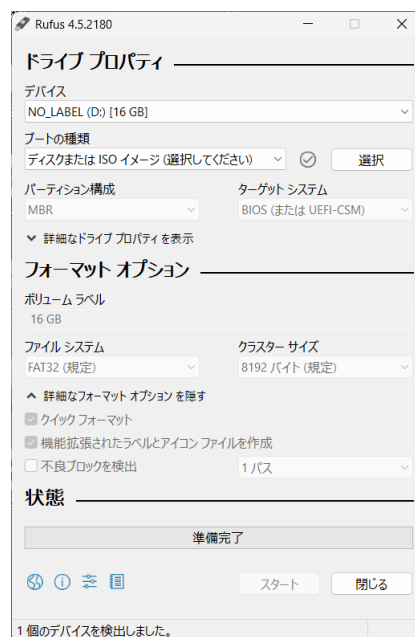 Rufus 4.5.2180
ドライブ プロパティ
デバイス
NO_LABEL (D:) [16 GB]
ブートの種類
ディスクまたは ISO イメージ (選択してください)
選択
パーティション構成
ターゲット システム
MBR
BIOS (または UEFI-CSM)
詳細なドライブ プロパティを表示
フォーマット オプション
ボリューム ラベル
16 GB
ファイル システム
クラスター サイズ
FAT32 (規定)
8192 バイト (規定)
詳細なフォーマット オプション を隠す
クイック フォーマット
機能拡張されたラベルとアイコン ファイルを作成
不良ブロックを検出
1 パス
状態
準備完了
スタート
閉じる
1 個のデバイスを検出しました。